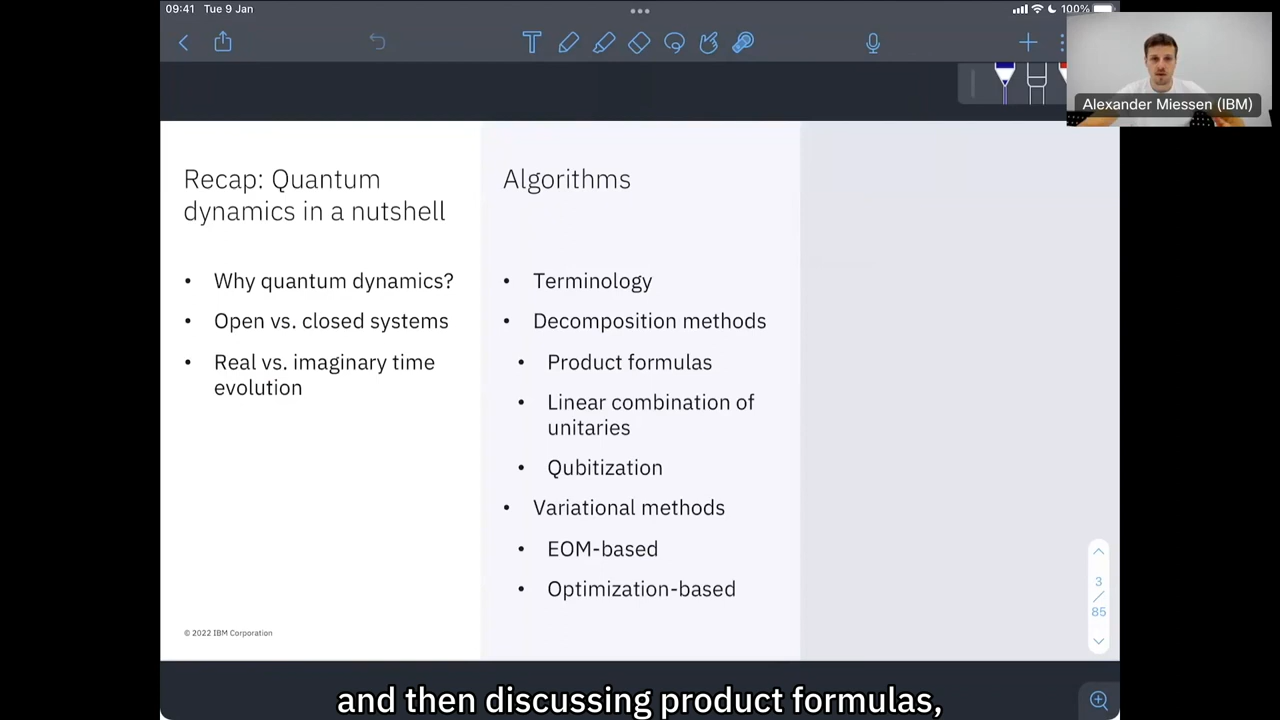 09:41 Tue 9 Jan
100%
T
Alexander Miessen (IBM)
Recap: Quantum
dynamics in a nutshell
• Why quantum dynamics?
• Open vs. closed systems
• Real vs. imaginary time
evolution
© 2022 IBM Corporation
Algorithms
• Terminology
• Decomposition methods
• Product formulas
• Linear combination of
unitaries
• Qubitization
• Variational methods
• EOM-based
• Optimization-based
3
/
85
and then discussing product formulas,